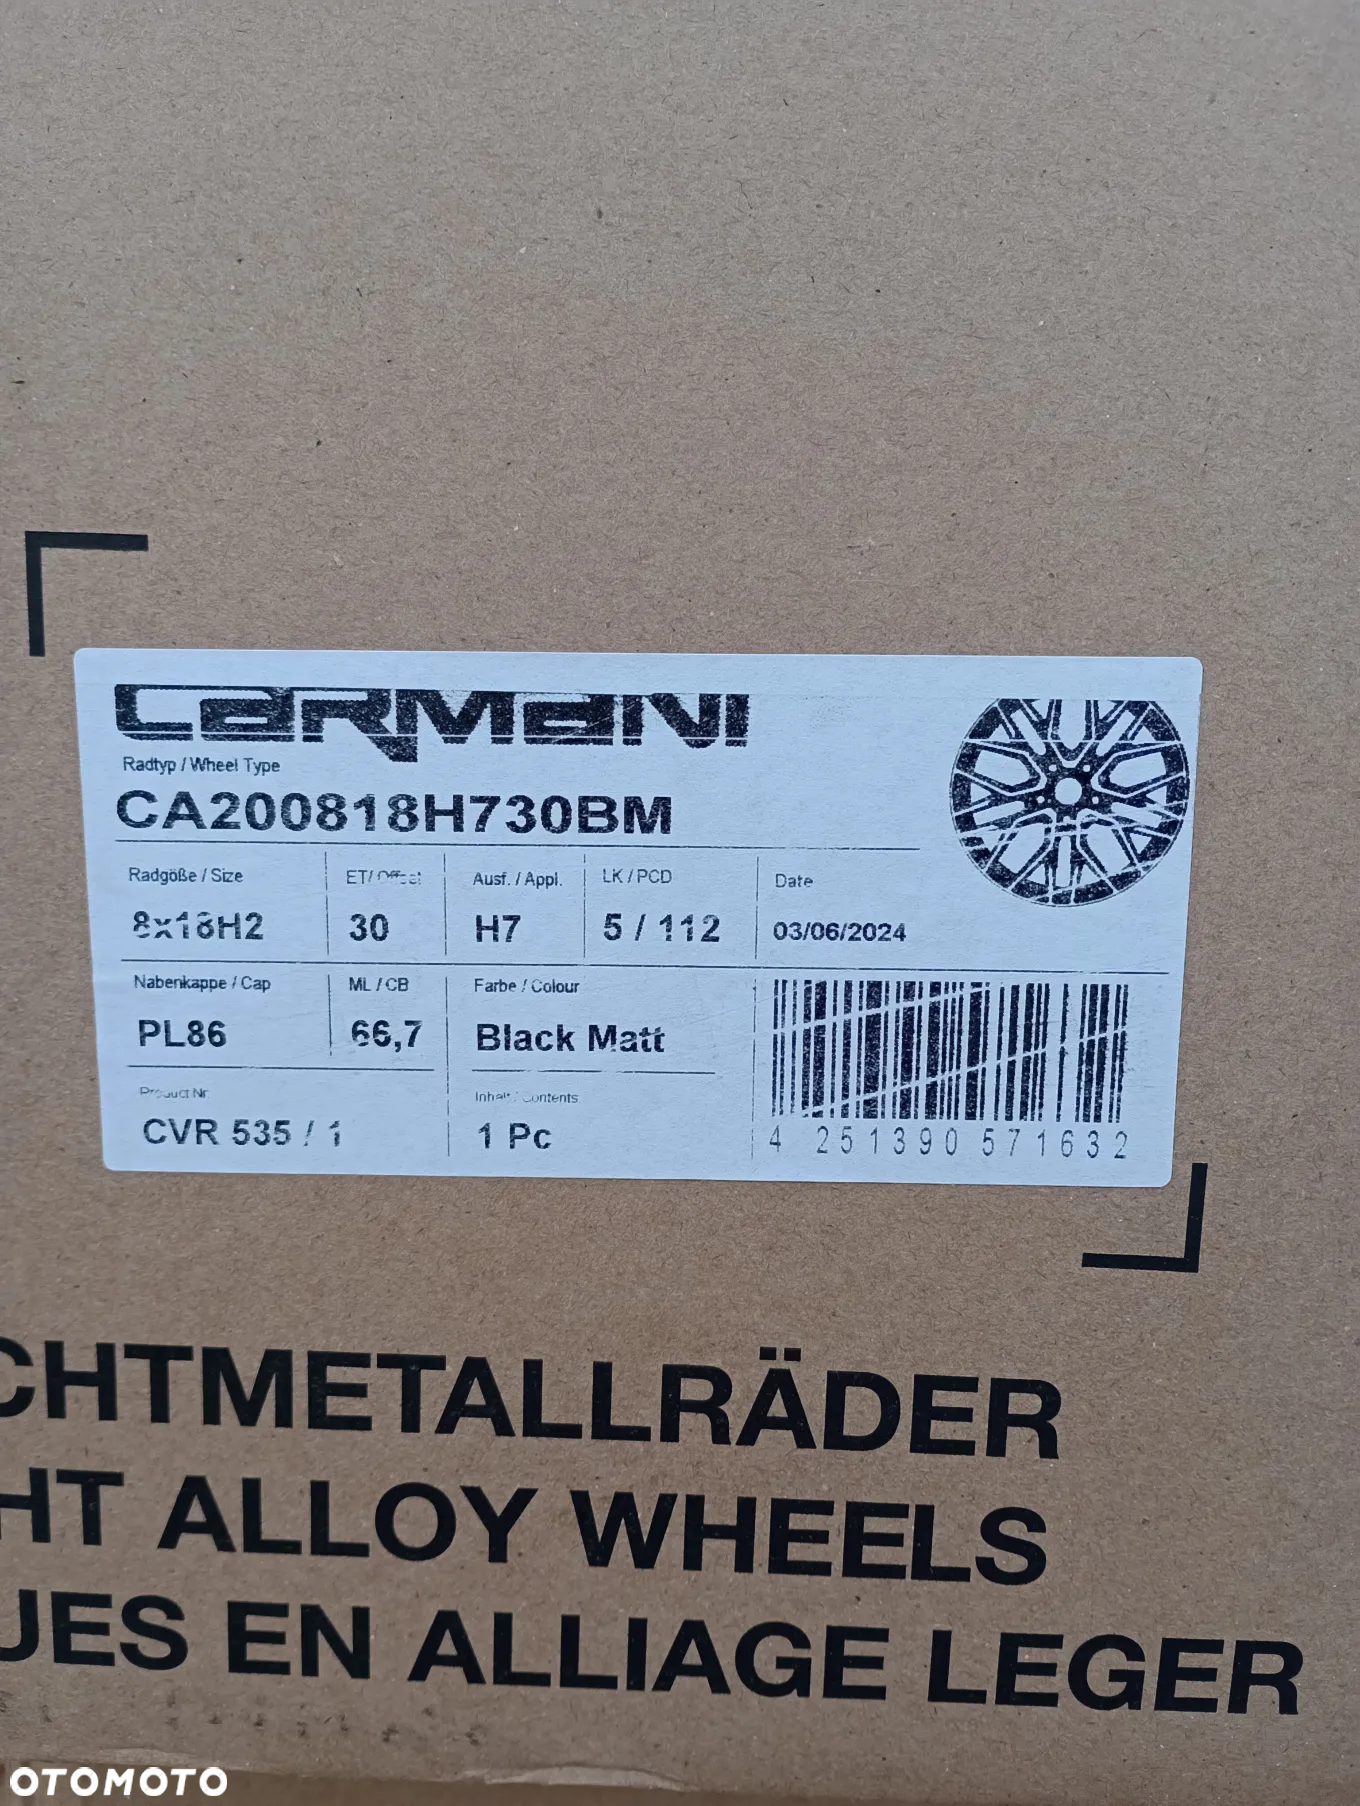 CARMANI
Radtyp / Wheel Type
CA200818H730BM
Radgöße / Size ET/ Offset Ausf. / Appl. LK / PCD Date
8x18H2 30 H7 5 / 112 03/06/2024
Nabenkappe / Cap ML / CB Farbe / Colour
PL86 66,7 Black Matt
Product Nr. Inhalt / Contents
CVR 535 / 1 1 Pc
4 251390 571632
CHTMETALLRÄDER
HT ALLOY WHEELS
UES EN ALLIAGE LEGER
OTOMOTO